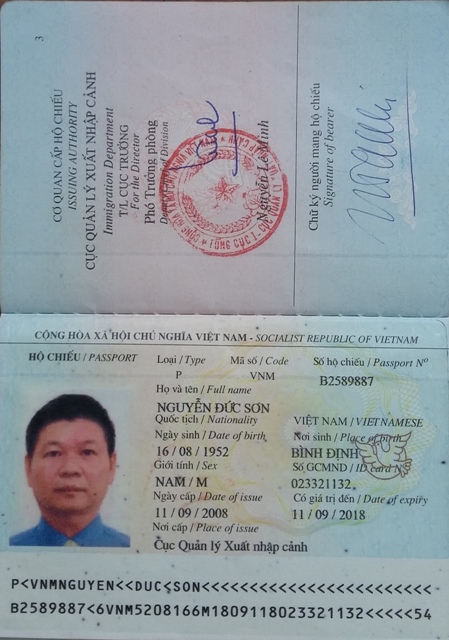 CỘNG HÒA XÃ HỘI CHỦ NGHĨA VIỆT NAM - SOCIALIST REPUBLIC OF VIETNAM
HỘ CHIẾU / PASSPORT
Loại / Type
Mã số / Code
Số hộ chiếu / Passport Nº
P
VNM
B2589887
Họ và tên / Full name
NGUYỄN ĐỨC SƠN
Quốc tịch / Nationality
VIỆT NAM / VIETNAMESE
Ngày sinh / Date of birth
Nơi sinh / Place of birth
16 / 08 / 1952
BÌNH ĐỊNH
Giới tính / Sex
Số GCMND / ID card Nº
NAM / M
023321132
Ngày cấp / Date of issue
Có giá trị đến / Date of expiry
11 / 09 / 2008
11 / 09 / 2018
Nơi cấp / Place of issue
Cục Quản lý Xuất nhập cảnh
P<VNMNGUYEN<<DUC<SON<<<<<<<<<<<<<<<<<<<<<<<<
B2589887<6VNM5208166M1809118023321132<<<<<54
3
CƠ QUAN CẤP HỘ CHIẾU
ISSUING AUTHORITY
CỤC QUẢN LÝ XUẤT NHẬP CẢNH
Immigration Department
T/L CỤC TRƯỞNG
For the Director
Phó Trưởng phòng
Deputy Chief of Division
Nguyễn Lê Minh
Chữ ký người mang hộ chiếu
Signature of bearer